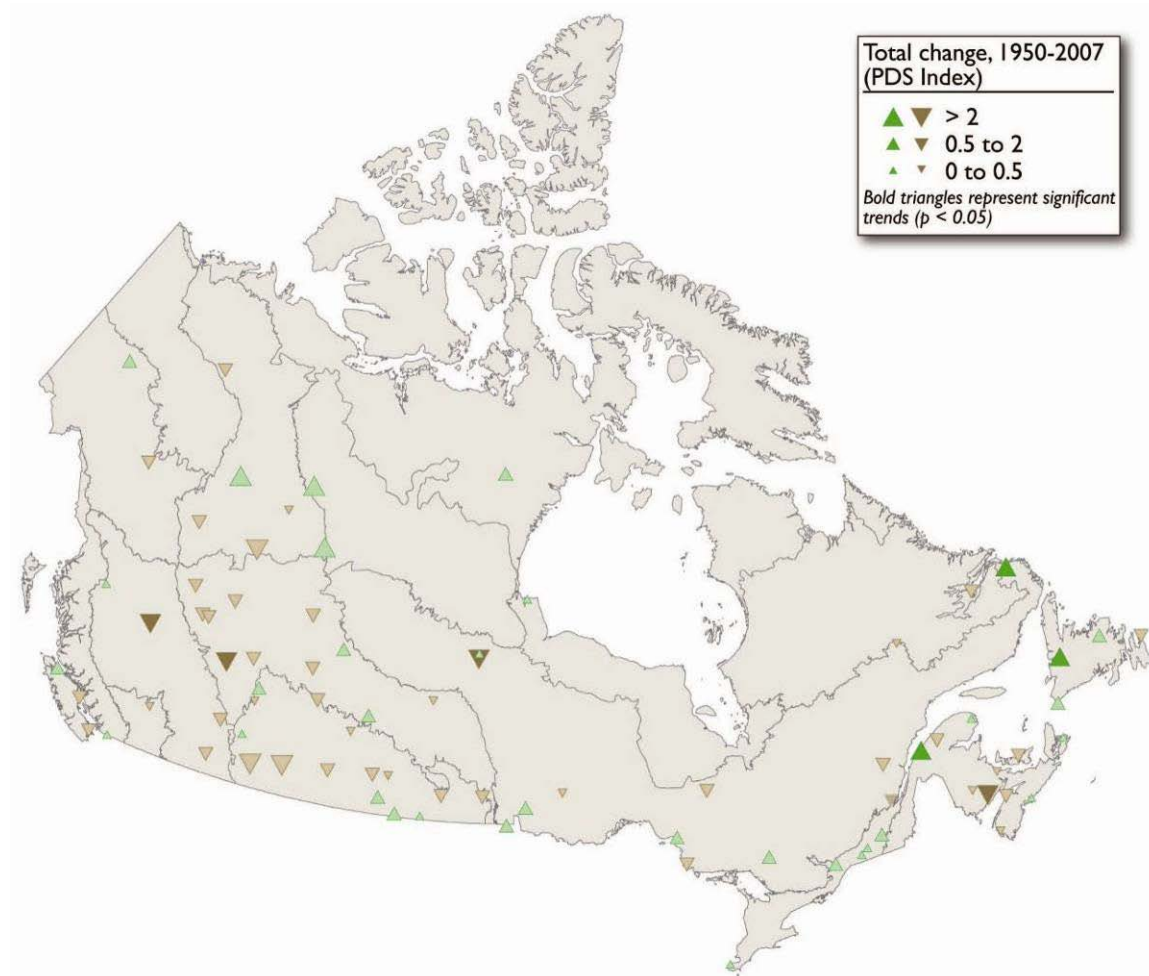 Total change, 1950-2007
(PDS Index)
> 2
0.5 to 2
0 to 0.5
Bold triangles represent significant
trends (p < 0.05)